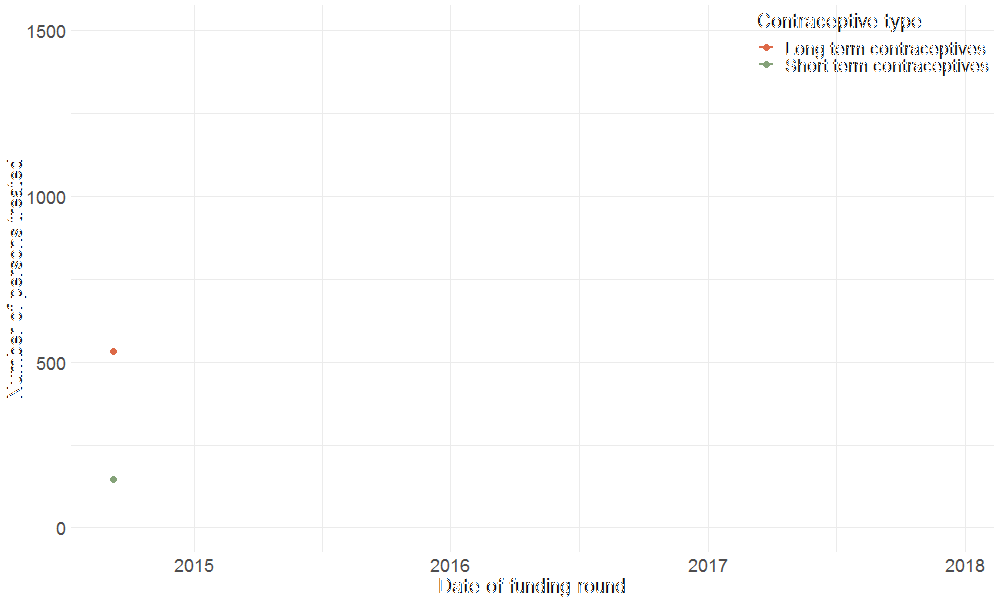 1500
1000
500
0
Number of persons treated
2015
2016
2017
2018
Date of funding round
Contraceptive type
Long term contraceptives
Short term contraceptives